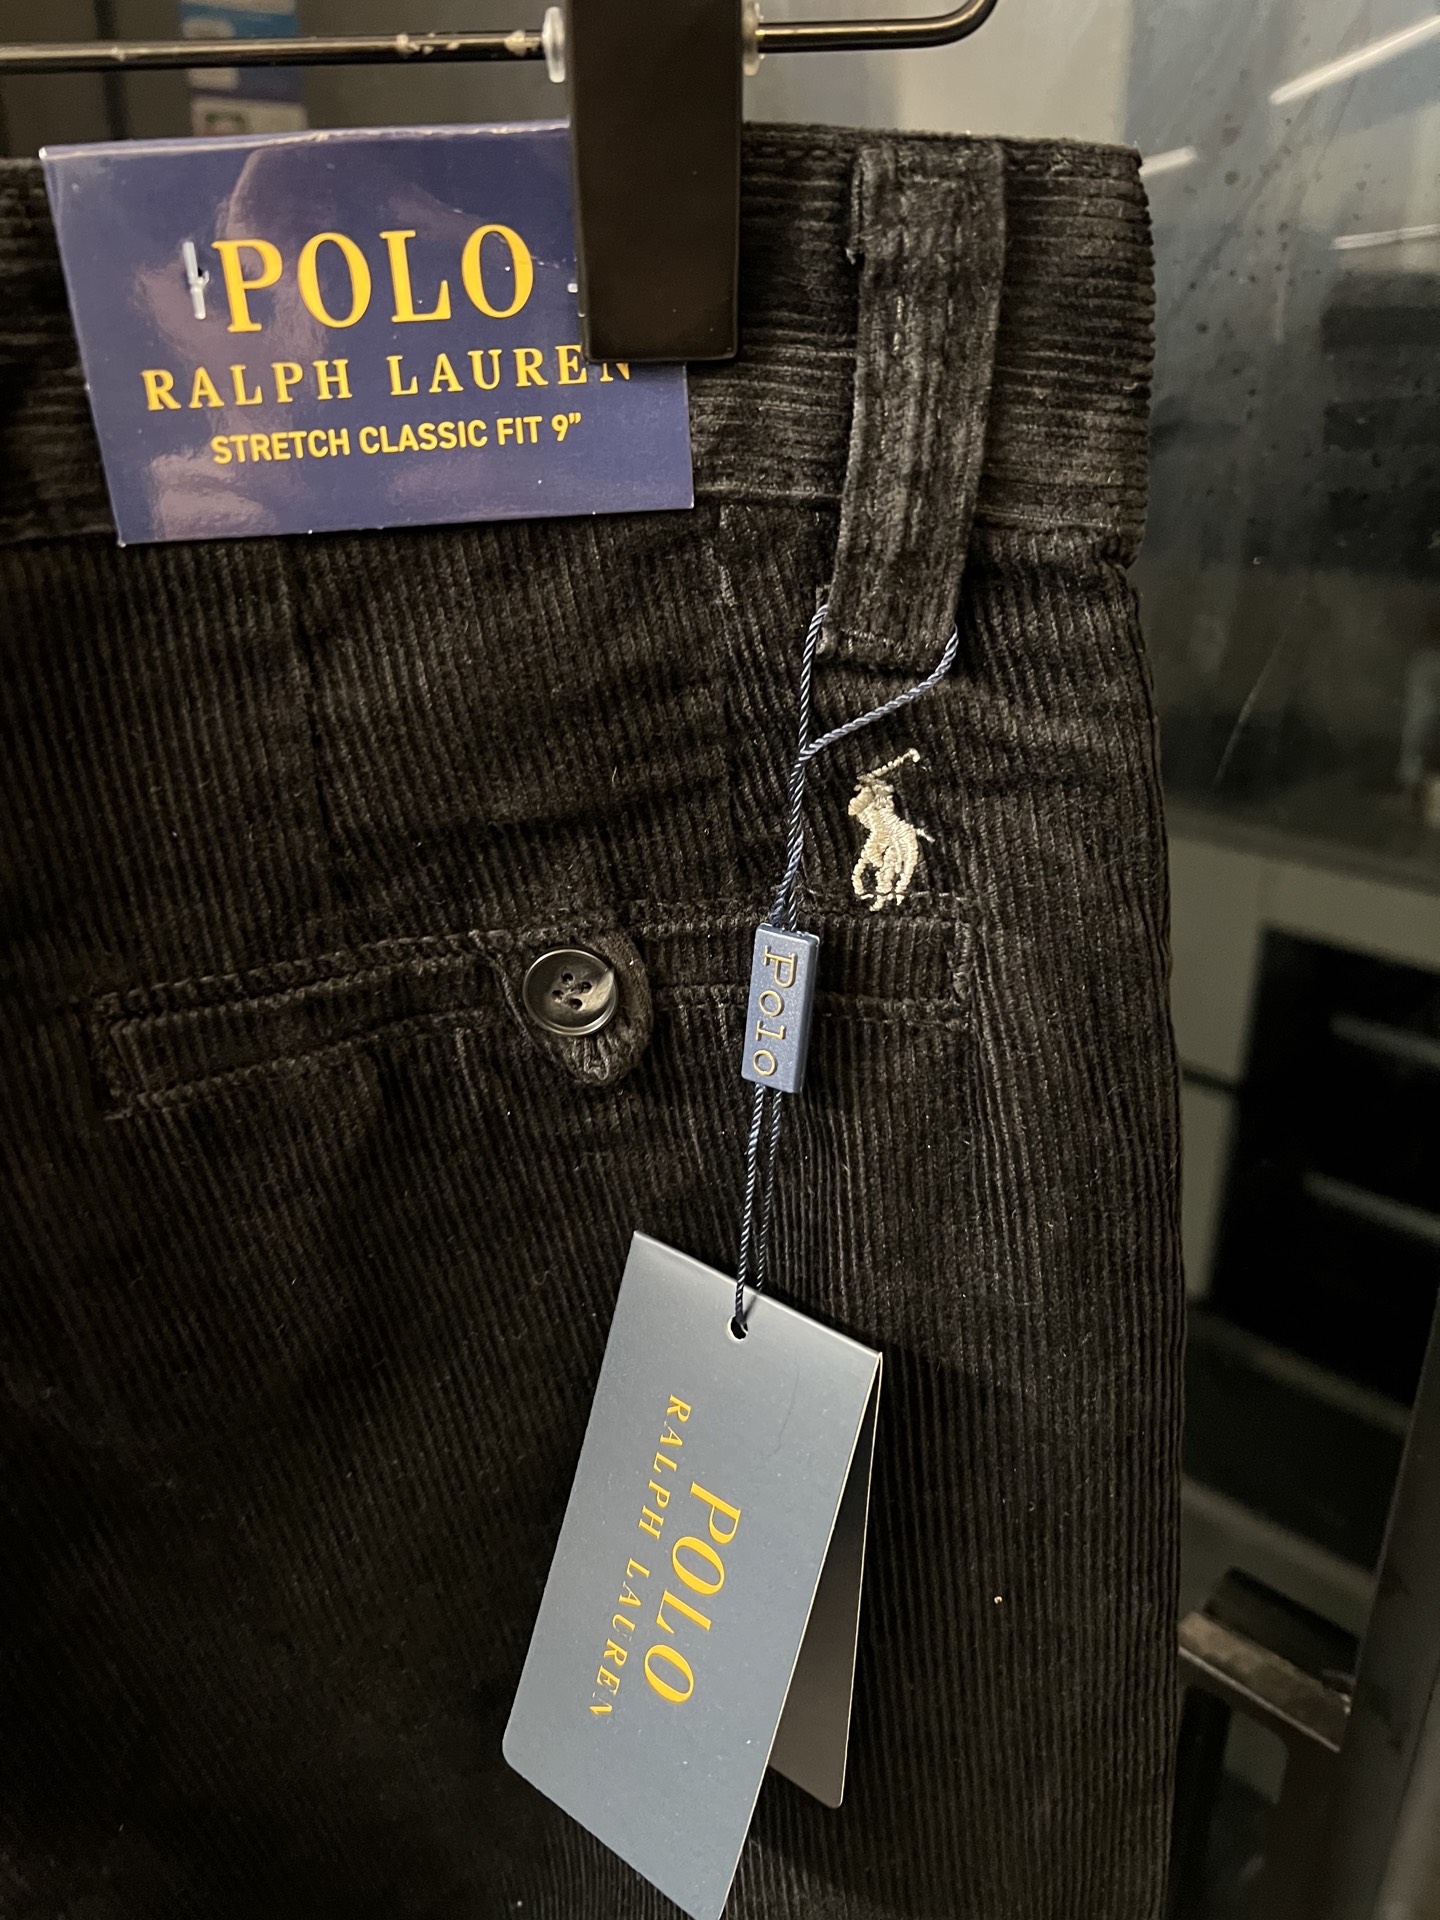 POLO
RALPH LAUREN
STRETCH CLASSIC FIT 9”
Polo
POLO
RALPH LAUREN